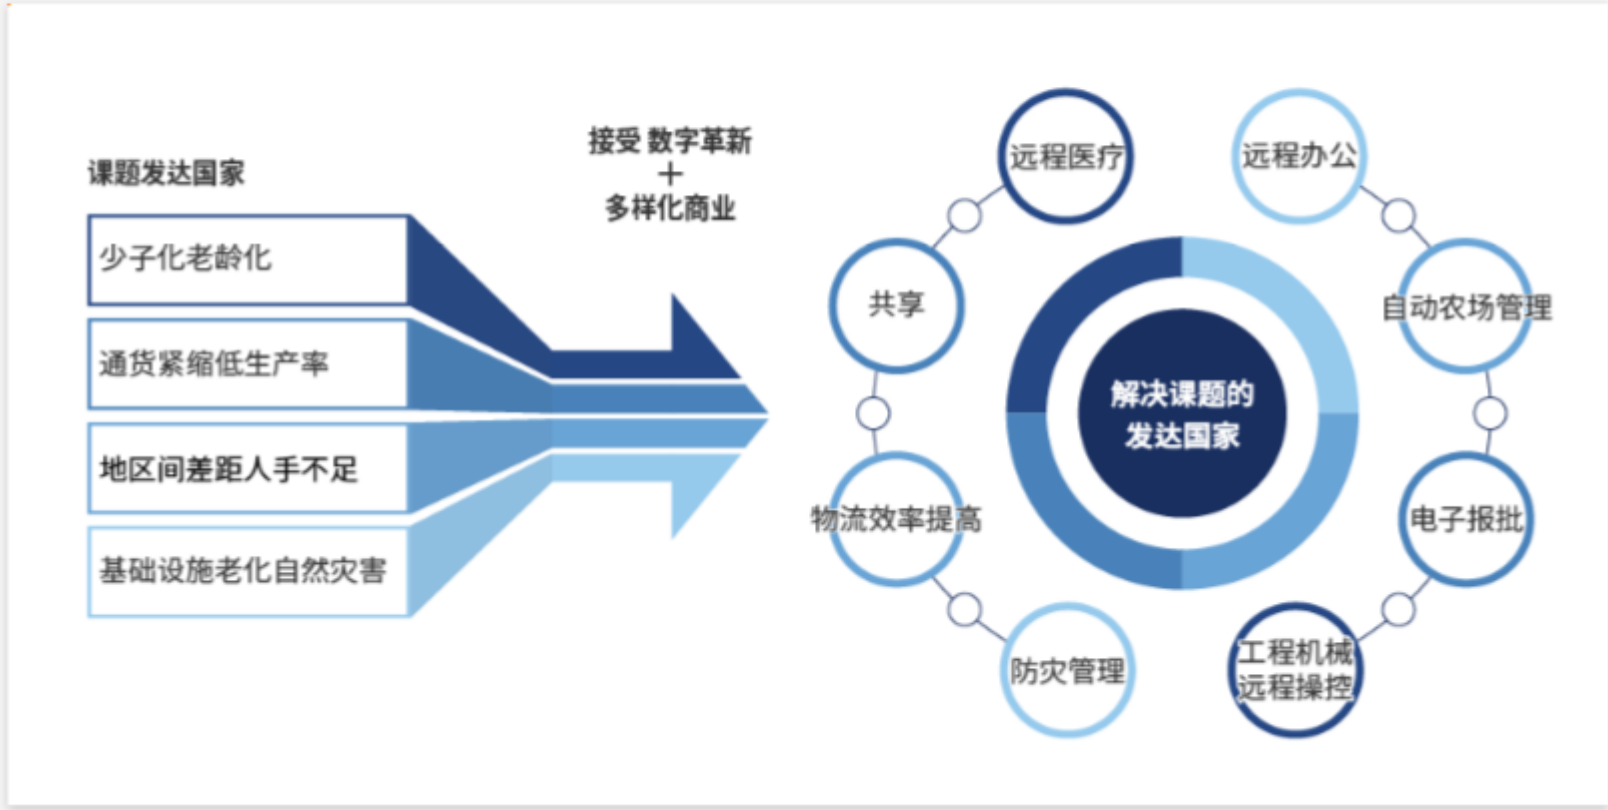 课题发达国家
少子化老龄化
通货紧缩低生产率
地区间差距人手不足
基础设施老化自然灾害
接受 数字革新
＋
多样化商业
远程医疗
远程办公
共享
自动农场管理
解决课题的
发达国家
物流效率提高
电子报批
防灾管理
工程机械
远程操控